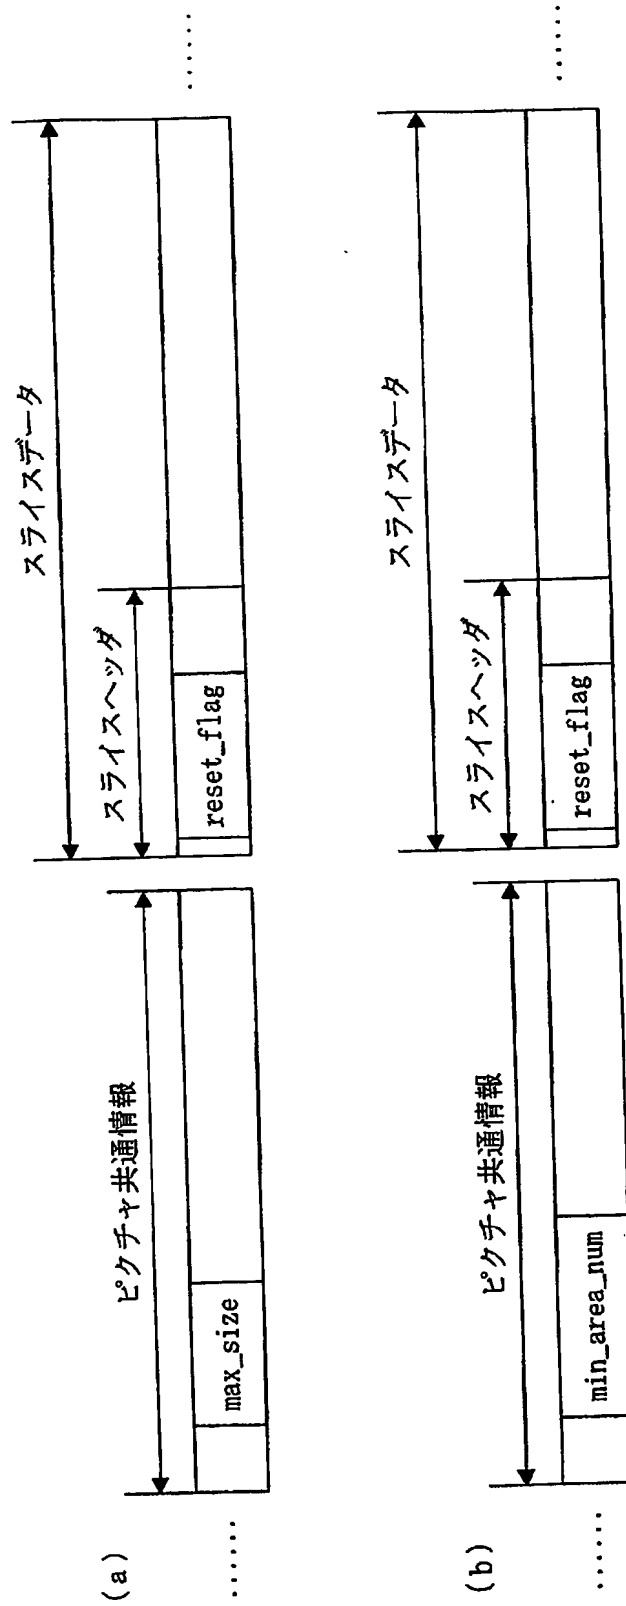 (a)
ピクチャ共通情報
スライスデータ
スライスヘッダ
......
max_size
reset_flag
......
(b)
ピクチャ共通情報
スライスデータ
スライスヘッダ
......
min_area_num
reset_flag
......